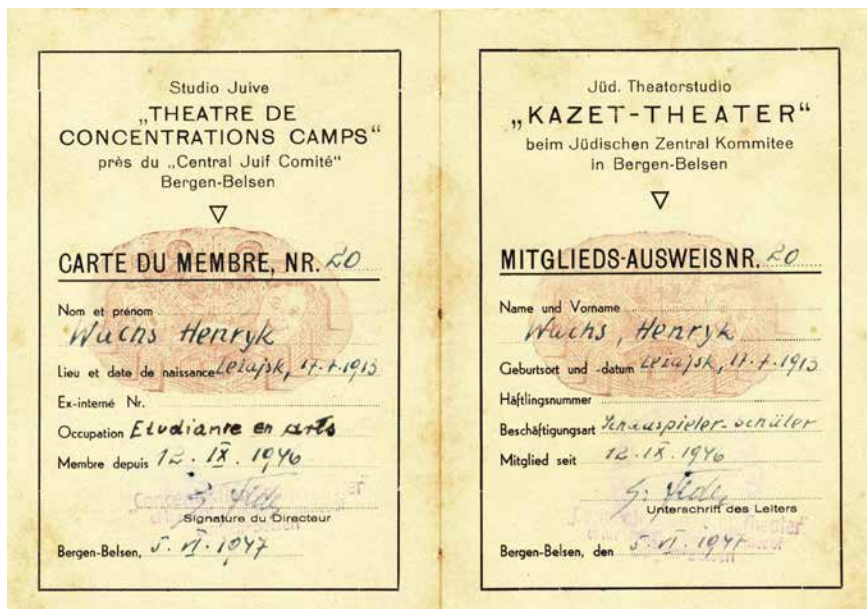 Studio Juive
„THEATRE DE
CONCENTRATIONS CAMPS“
près du „Central Juif Comité“
Bergen-Belsen
CARTE DU MEMBRE, NR. 20
Nom et prénom
Wachs Henryk
Lieu et date de naissance Leżajsk, 17.7.1913
Ex-interné Nr.
Occupation Etudiante en arts
Membre depuis 12. IX. 1946
Signature du Directeur
Bergen-Belsen, 5. VI. 1947
Jüd. Theaterstudio
„KAZET-THEATER“
beim Jüdischen Zentral Kommitee
in Bergen-Belsen
MITGLIEDS-AUSWEIS NR. 20
Name und Vorname
Wachs, Henryk
Geburtsort und -datum Leżajsk, 17.7.1913
Häftlingsnummer
Beschäftigungsart Schauspieler-Schüler
Mitglied seit 12. IX. 1946
Unterschrift des Leiters
Bergen-Belsen, den 5. VI. 1947